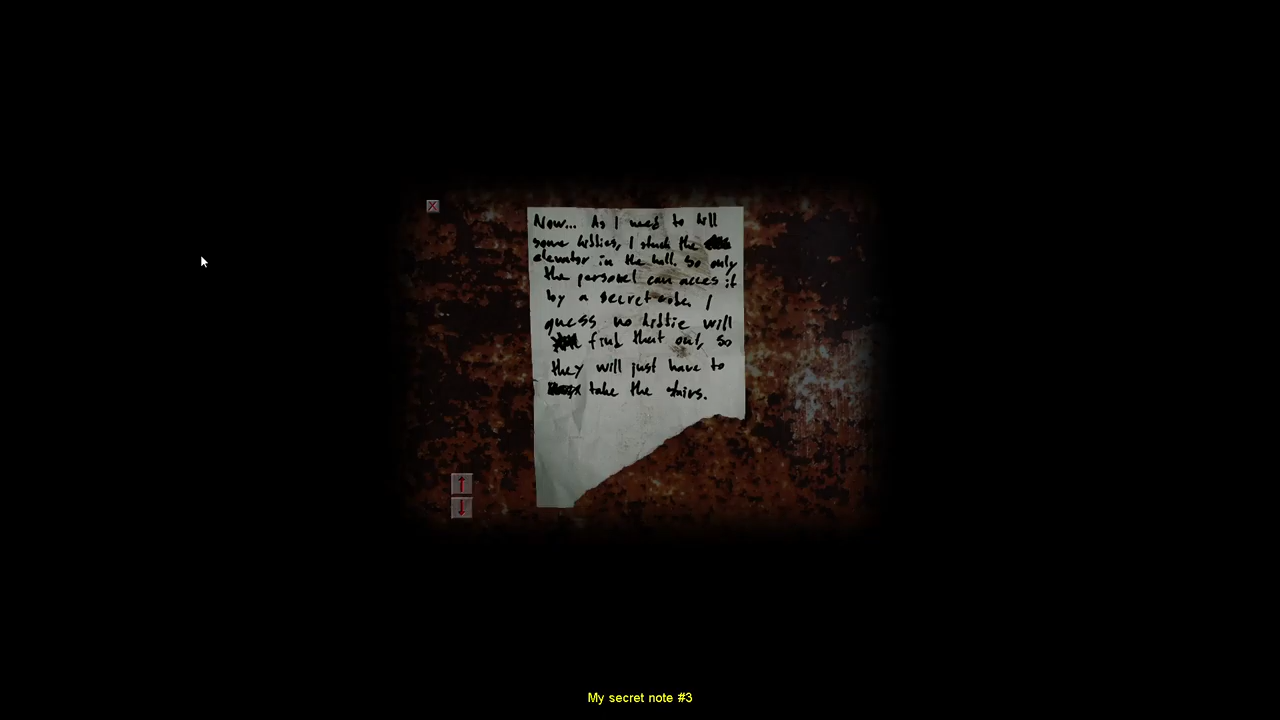 Now... As I need to kill
some kiddies, I stuck the
elevator in the hall. So only
the personel can acces it
by a secret code. I
guess no kiddie will
find that out, so
they will just have to
take the stairs.
My secret note #3